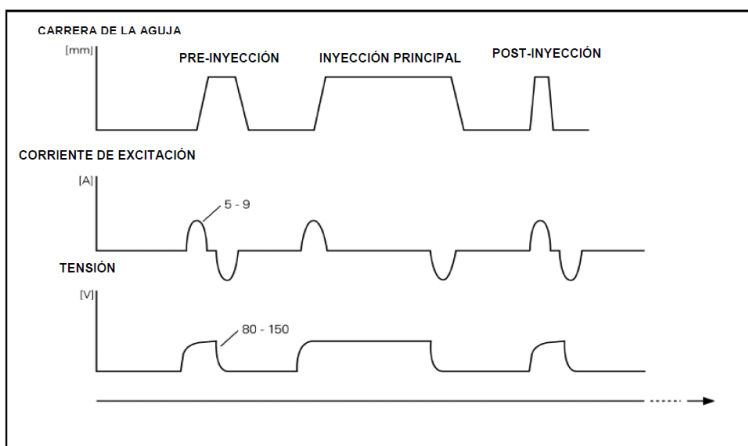 CARRERA DE LA AGUJA
[mm]
PRE-INYECCIÓN
INYECCIÓN PRINCIPAL
POST-INYECCIÓN
CORRIENTE DE EXCITACIÓN
[A]
5 - 9
TENSIÓN
[V]
80 - 150